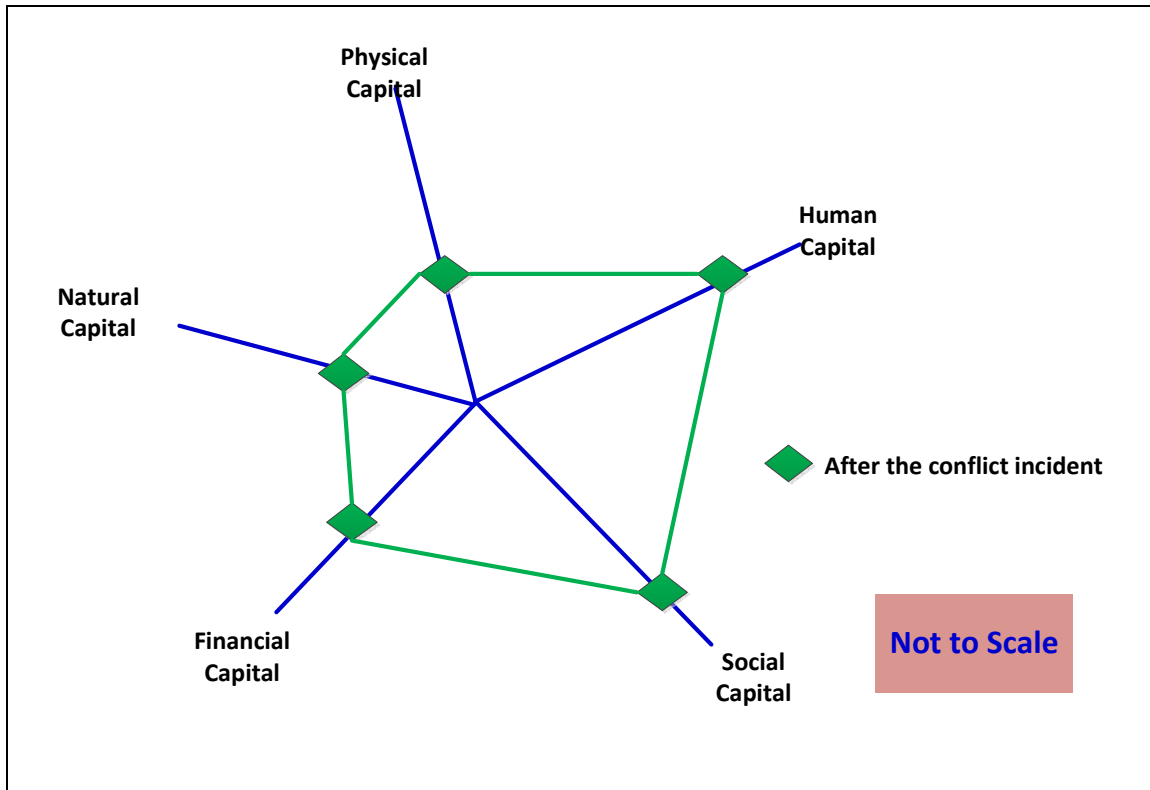 Physical
Capital
Human
Capital
Natural
Capital
After the conflict incident
Financial
Capital
Social
Capital
Not to Scale